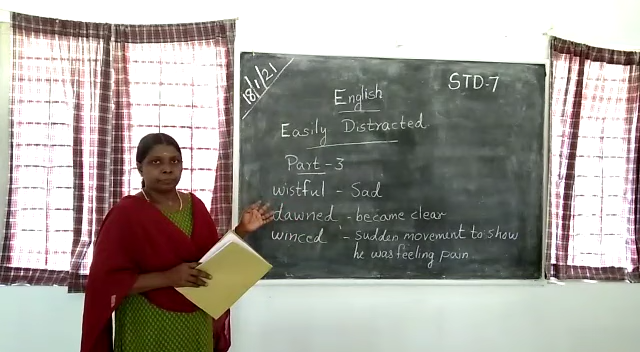 18/1/21
STD-7
English
Easily Distracted
Part-3
wistful - Sad
dawned - became clear
winced - Sudden movement to show
he was feeling pain